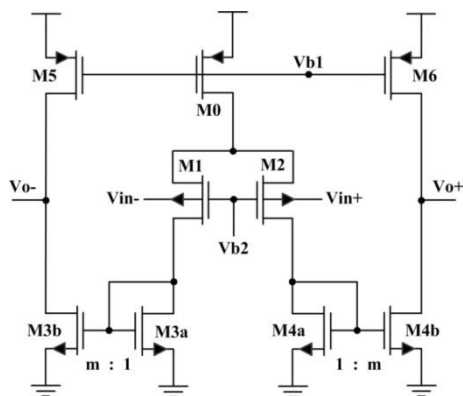 M5
Vb1
M6
M0
M1
M2
Vo-
Vin-
Vin+
Vo+
Vb2
M3b
M3a
M4a
M4b
m : 1
1 : m